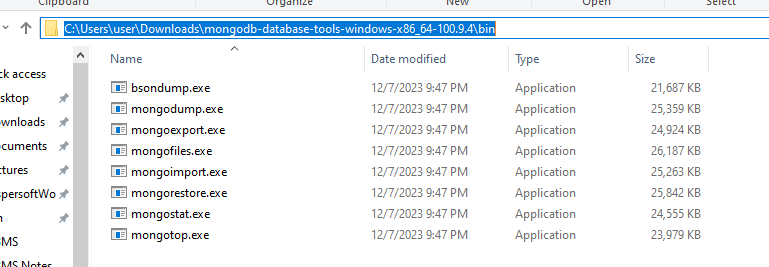 Clipboard Organize New Open Select
C:\Users\user\Downloads\mongodb-database-tools-windows-x86_64-100.9.4\bin
Name Date modified Type Size
ck access
sktop
wnloads
ocuments
ctures
spersoftWo
n
BMS
BMS Notes
bsondump.exe 12/7/2023 9:47 PM Application 21,687 KB
mongodump.exe 12/7/2023 9:47 PM Application 25,359 KB
mongoexport.exe 12/7/2023 9:47 PM Application 24,924 KB
mongofiles.exe 12/7/2023 9:47 PM Application 26,187 KB
mongoimport.exe 12/7/2023 9:47 PM Application 25,263 KB
mongorestore.exe 12/7/2023 9:47 PM Application 25,842 KB
mongostat.exe 12/7/2023 9:47 PM Application 24,555 KB
mongotop.exe 12/7/2023 9:47 PM Application 23,979 KB